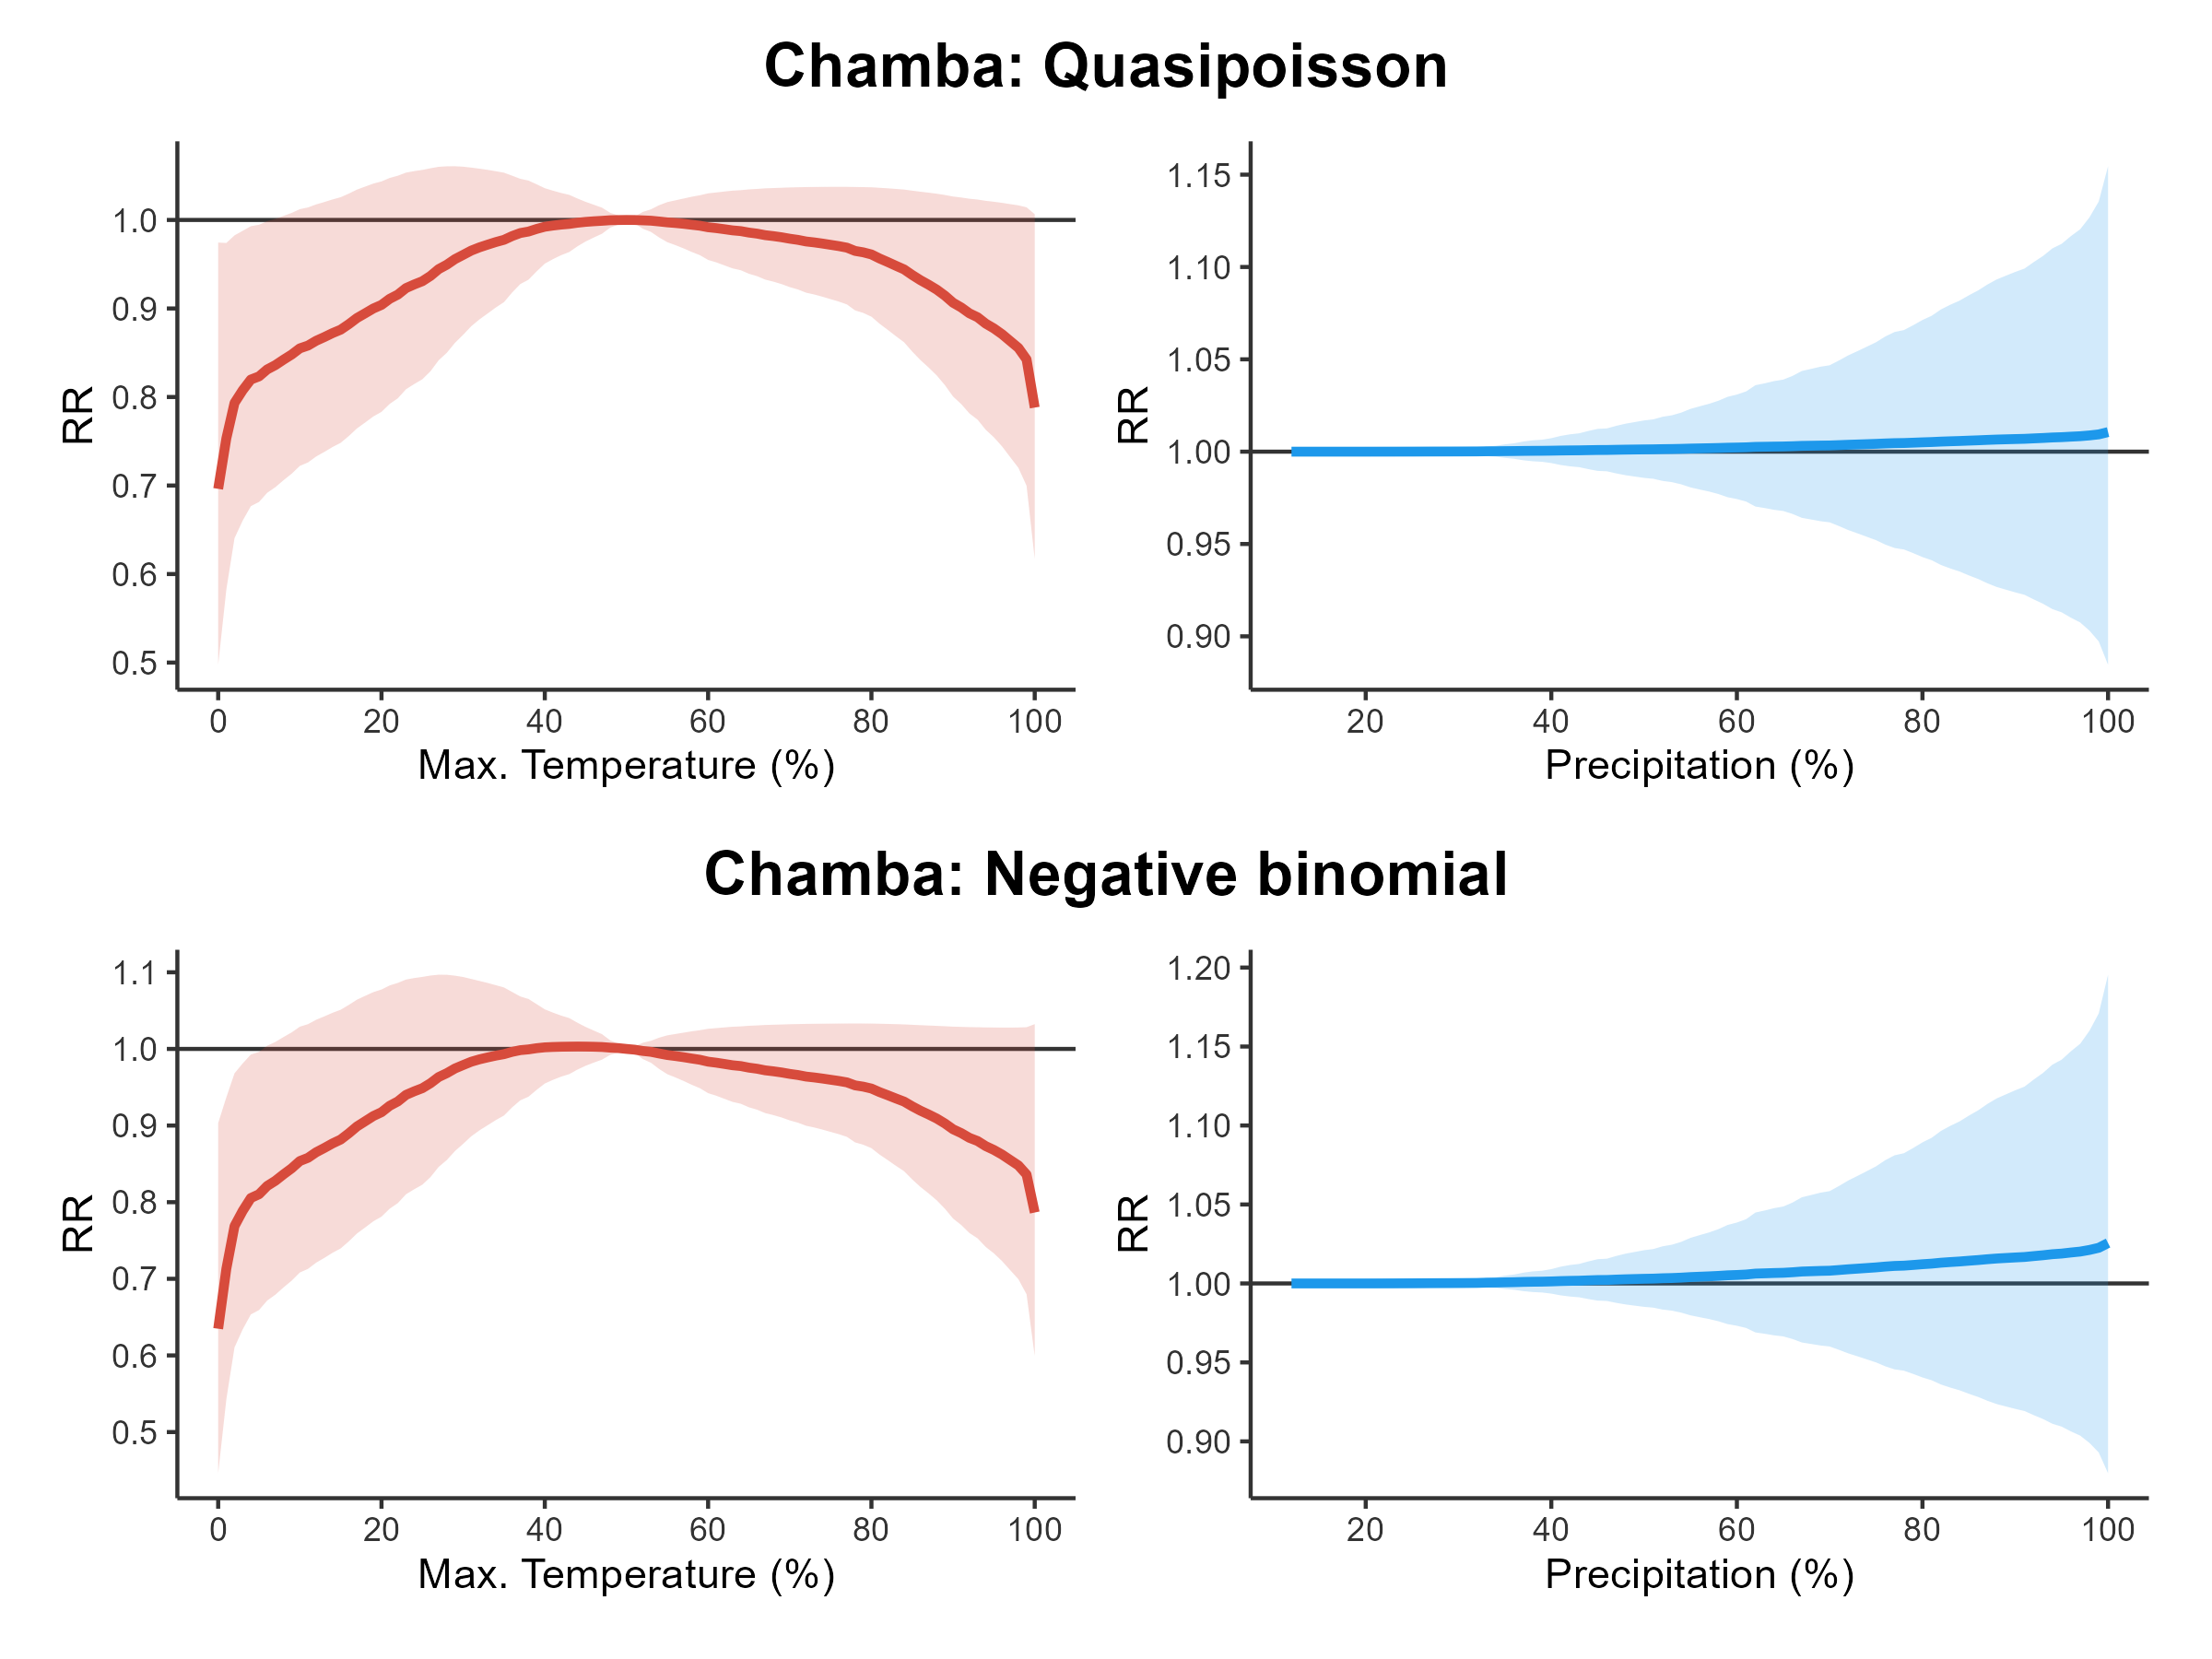 Chamba: Quasipoisson
RR
1.0
0.9
0.8
0.7
0.6
0.5
0 20 40 60 80 100
Max. Temperature (%)
RR
1.15
1.10
1.05
1.00
0.95
0.90
20 40 60 80 100
Precipitation (%)
Chamba: Negative binomial
RR
1.1
1.0
0.9
0.8
0.7
0.6
0.5
0 20 40 60 80 100
Max. Temperature (%)
RR
1.20
1.15
1.10
1.05
1.00
0.95
0.90
20 40 60 80 100
Precipitation (%)